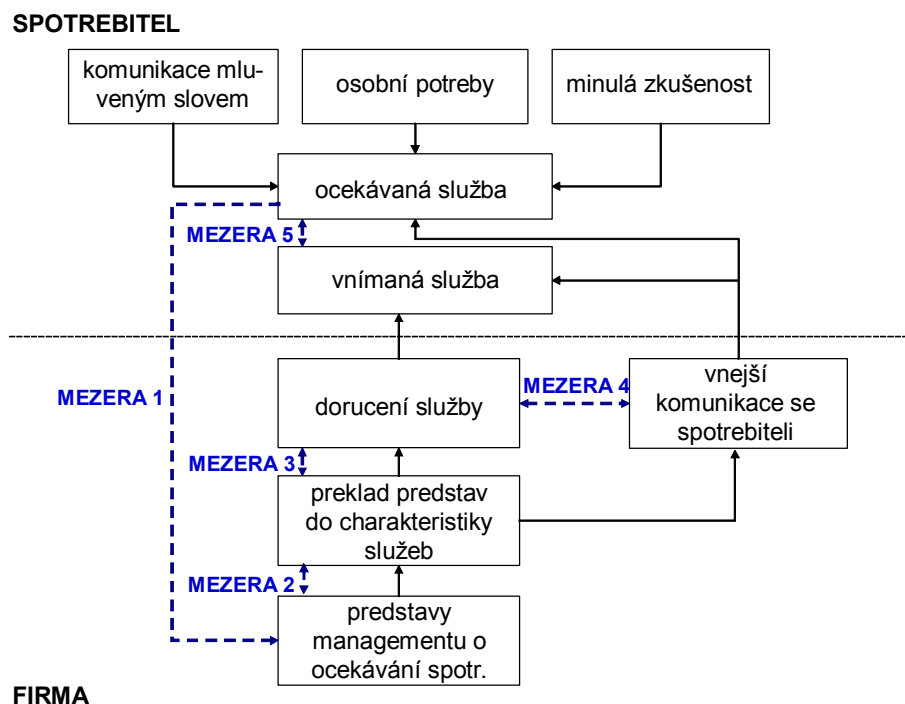 SPOTREBITEL
komunikace mlu-
veným slovem
osobní potreby
minulá zkušenost
ocekávaná služba
MEZERA 5
vnímaná služba
MEZERA 1
dorucení služby
MEZERA 4
vnejší
komunikace se
spotrebiteli
MEZERA 3
preklad predstav
do charakteristiky
služeb
MEZERA 2
predstavy
managementu o
ocekávání spotr.
FIRMA